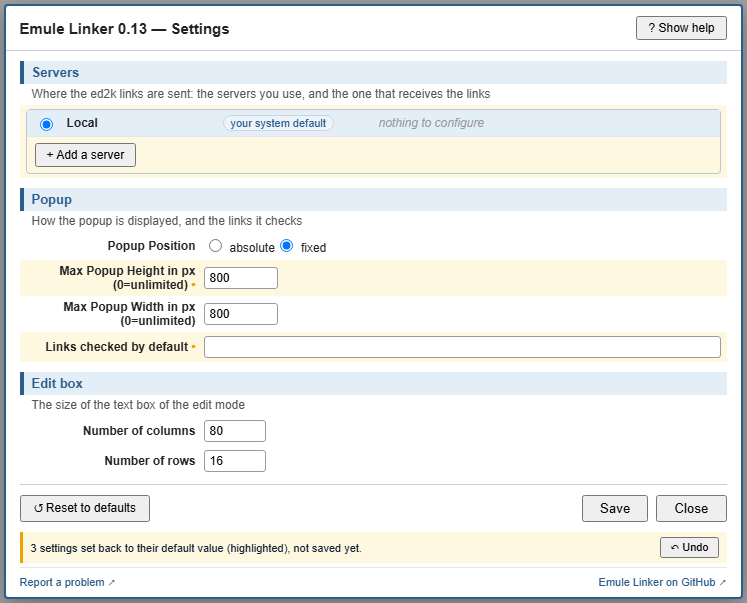 Emule Linker 0.13 — Settings
? Show help
Servers
Where the ed2k links are sent: the servers you use, and the one that receives the links
Local your system default nothing to configure
+ Add a server
Popup
How the popup is displayed, and the links it checks
Popup Position absolute fixed
Max Popup Height in px
(0=unlimited) 800
Max Popup Width in px
(0=unlimited) 800
Links checked by default
Edit box
The size of the text box of the edit mode
Number of columns 80
Number of rows 16
↺ Reset to defaults Save Close
3 settings set back to their default value (highlighted), not saved yet. ↶ Undo
Report a problem ↗ Emule Linker on GitHub ↗